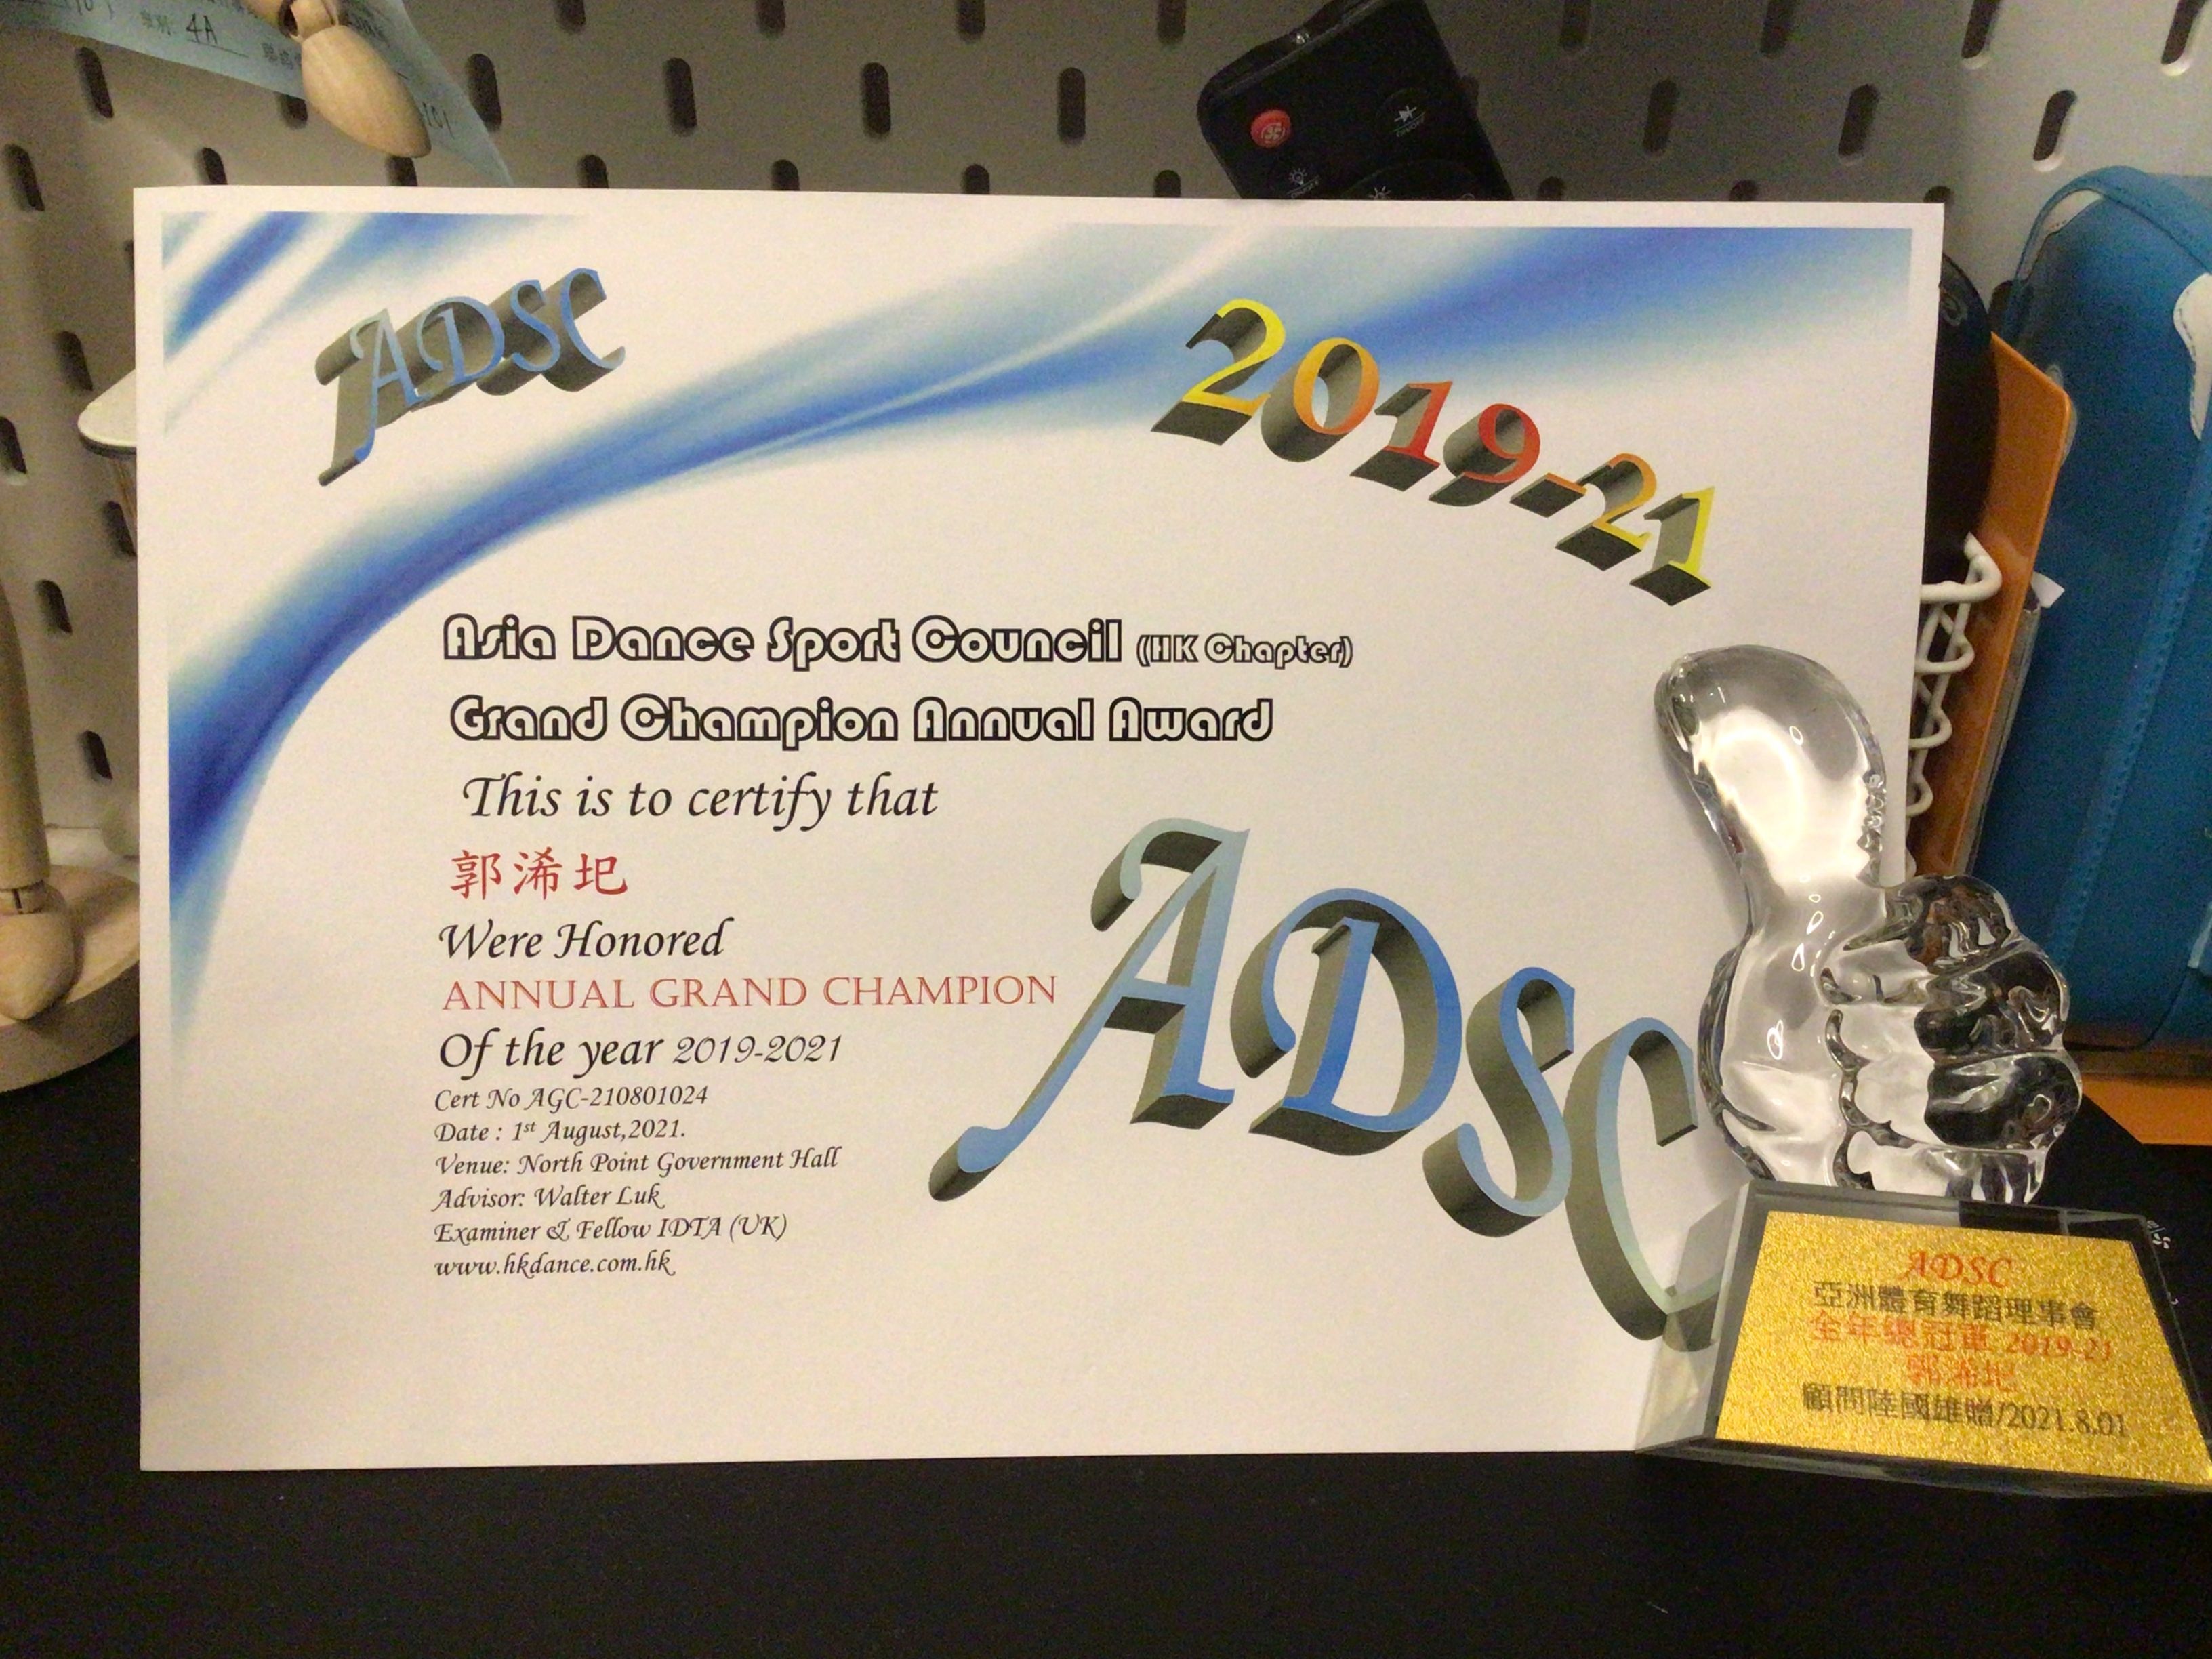 4A
ADSC
2019-21
Asia Dance Sport Council (HK Chapter)
Grand Champion Annual Award
This is to certify that
郭浠圯
Were Honored
ANNUAL GRAND CHAMPION
Of the year 2019-2021
Cert No AGC-210801024
Date : 1st August,2021.
Venue: North Point Government Hall
Advisor: Walter Luk
Examiner & Fellow IDTA (UK)
www.hkdance.com.hk
ADSC
ADSC
亞洲體育舞蹈理事會
全年總冠軍 2019-21
郭浠圯
顧問陸國雄贈/2021.8.01